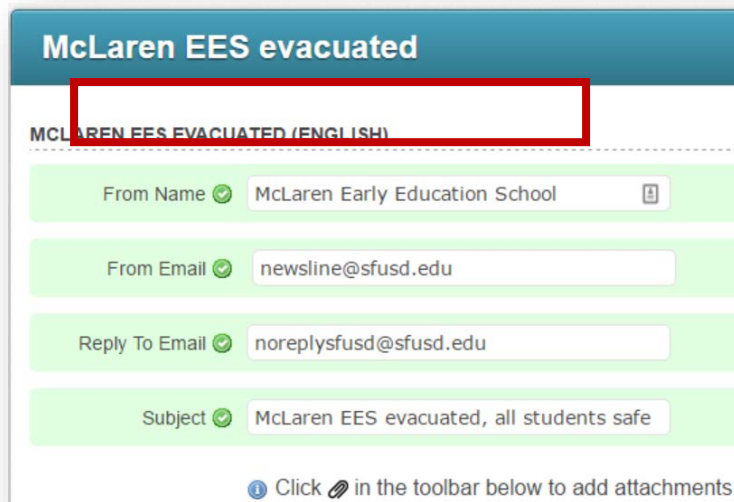 McLaren EES evacuated
MCLAREN EES EVACUATED (ENGLISH)
From Name McLaren Early Education School
From Email newsline@sfusd.edu
Reply To Email noreplysfusd@sfusd.edu
Subject McLaren EES evacuated, all students safe
Click in the toolbar below to add attachments